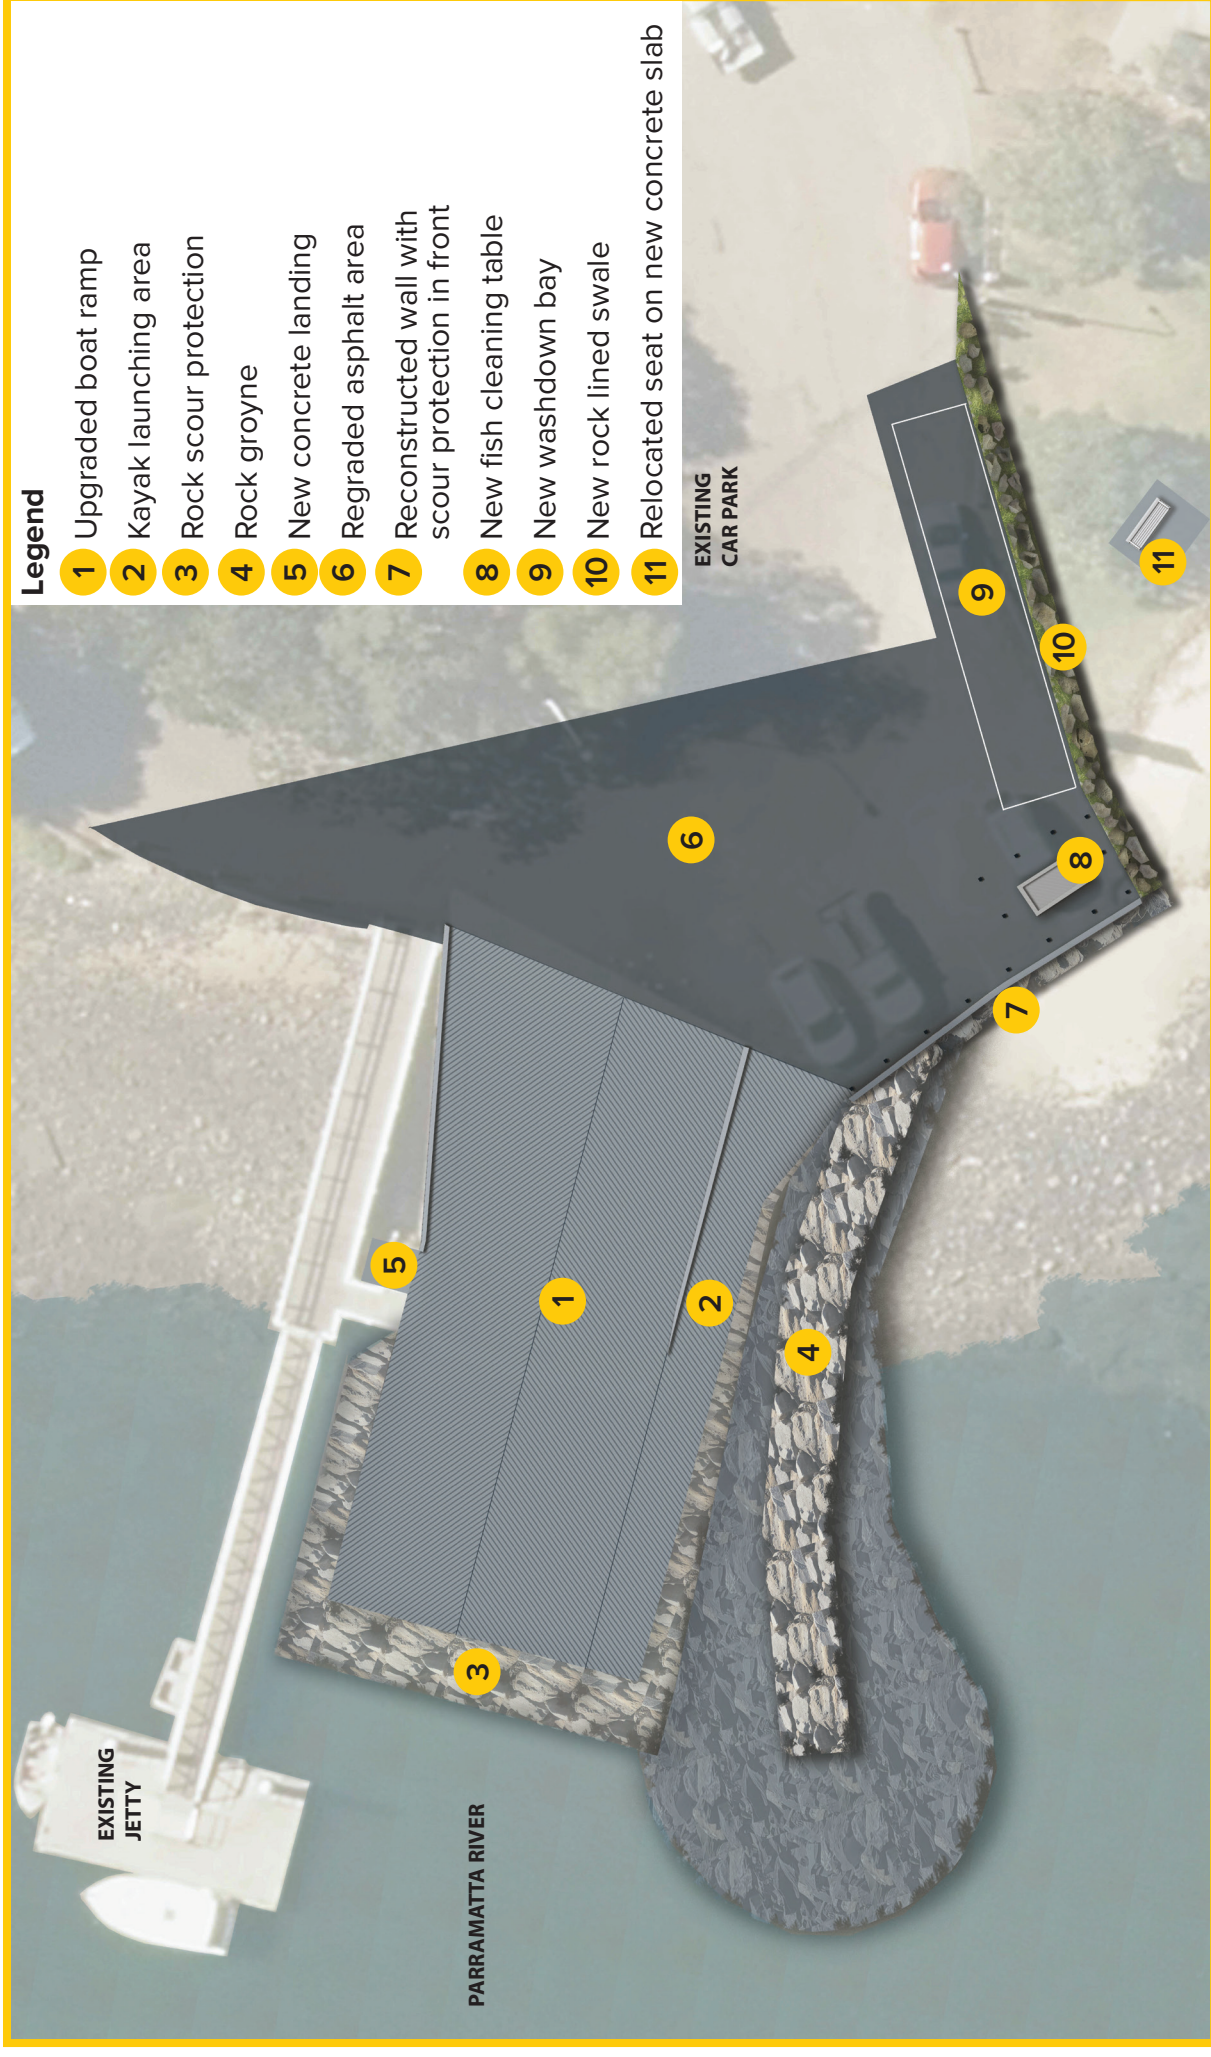 Legend
1 Upgraded boat ramp
2 Kayak launching area
3 Rock scour protection
4 Rock groyne
5 New concrete landing
6 Regraded asphalt area
7 Reconstructed wall with
scour protection in front
8 New fish cleaning table
9 New washdown bay
10 New rock lined swale
11 Relocated seat on new concrete slab
EXISTING
JETTY
EXISTING
CAR PARK
PARRAMATTA RIVER
1
2
3
4
5
6
7
8
9
10
11